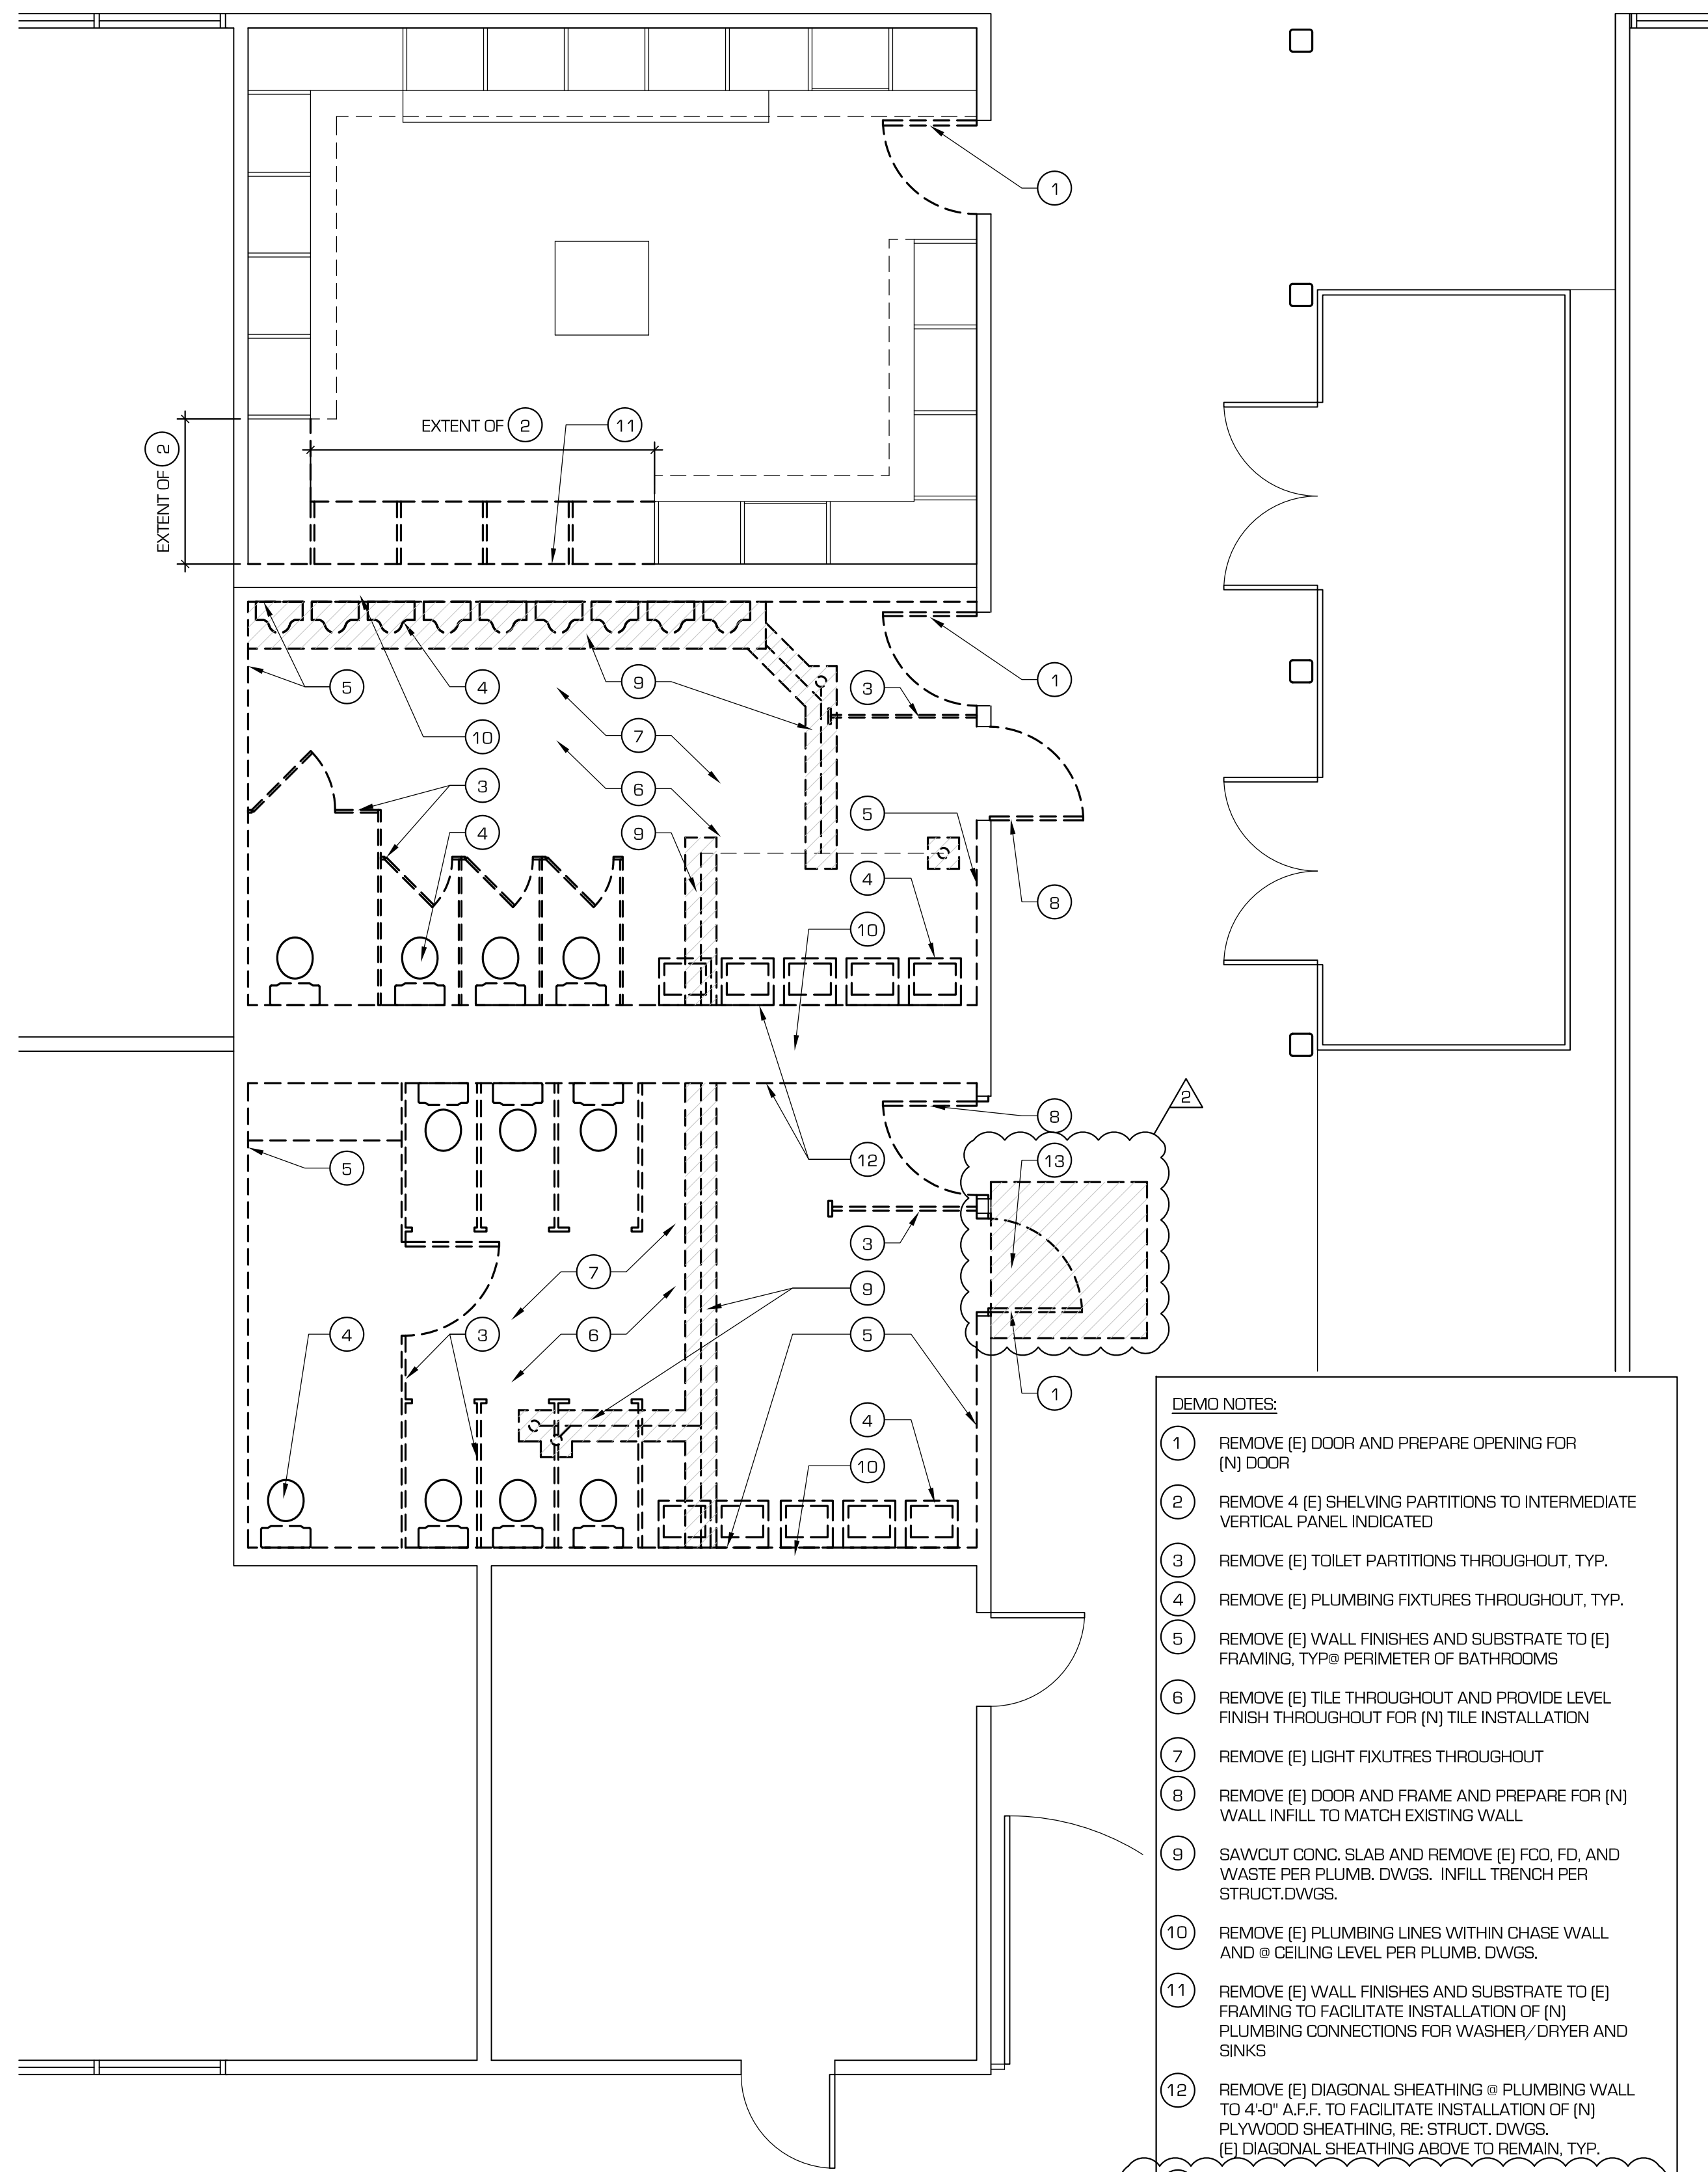 1
EXTENT OF 2
11
EXTENT OF 2
5
4
9
3
1
10
7
3
6
5
4
9
4
8
10
2
8
12
13
5
3
7
9
4
3
6
5
1
4
10
DEMO NOTES:
1 REMOVE (E) DOOR AND PREPARE OPENING FOR
(N) DOOR
2 REMOVE 4 (E) SHELVING PARTITIONS TO INTERMEDIATE
VERTICAL PANEL INDICATED
3 REMOVE (E) TOILET PARTITIONS THROUGHOUT, TYP.
4 REMOVE (E) PLUMBING FIXTURES THROUGHOUT, TYP.
5 REMOVE (E) WALL FINISHES AND SUBSTRATE TO (E)
FRAMING, TYP@ PERIMETER OF BATHROOMS
6 REMOVE (E) TILE THROUGHOUT AND PROVIDE LEVEL
FINISH THROUGHOUT FOR (N) TILE INSTALLATION
7 REMOVE (E) LIGHT FIXUTRES THROUGHOUT
8 REMOVE (E) DOOR AND FRAME AND PREPARE FOR (N)
WALL INFILL TO MATCH EXISTING WALL
9 SAWCUT CONC. SLAB AND REMOVE (E) FCO, FD, AND
WASTE PER PLUMB. DWGS. INFILL TRENCH PER
STRUCT.DWGS.
10 REMOVE (E) PLUMBING LINES WITHIN CHASE WALL
AND @ CEILING LEVEL PER PLUMB. DWGS.
11 REMOVE (E) WALL FINISHES AND SUBSTRATE TO (E)
FRAMING TO FACILITATE INSTALLATION OF (N)
PLUMBING CONNECTIONS FOR WASHER/DRYER AND
SINKS
12 REMOVE (E) DIAGONAL SHEATHING @ PLUMBING WALL
TO 4'-0" A.F.F. TO FACILITATE INSTALLATION OF (N)
PLYWOOD SHEATHING, RE: STRUCT. DWGS.
(E) DIAGONAL SHEATHING ABOVE TO REMAIN, TYP.